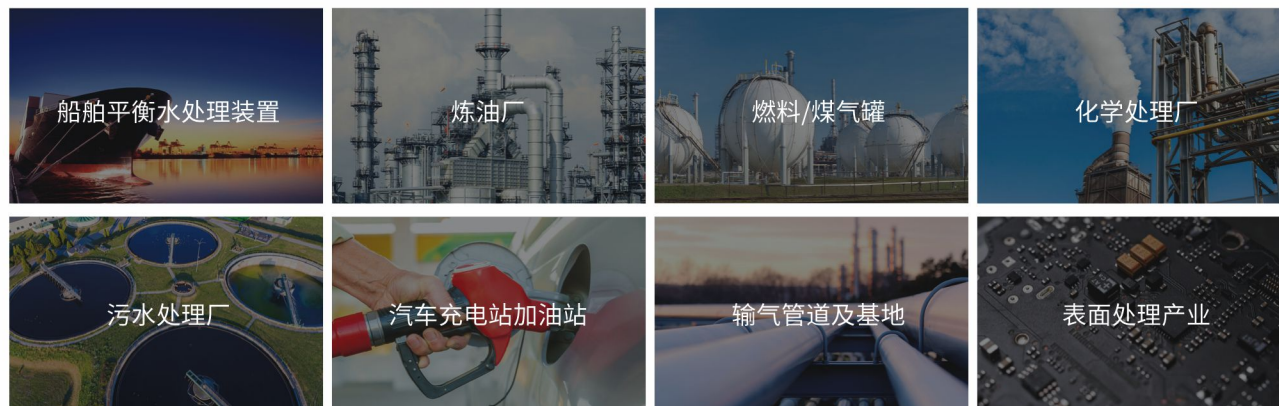 船舶平衡水处理装置
炼油厂
燃料/煤气罐
化学处理厂
污水处理厂
汽车充电站加油站
输气管道及基地
表面处理产业